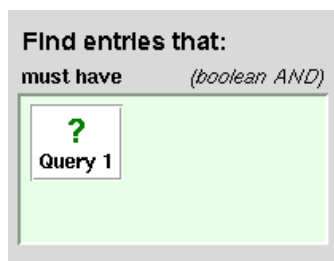 Find entries that:
must have (boolean AND)
?
Query 1